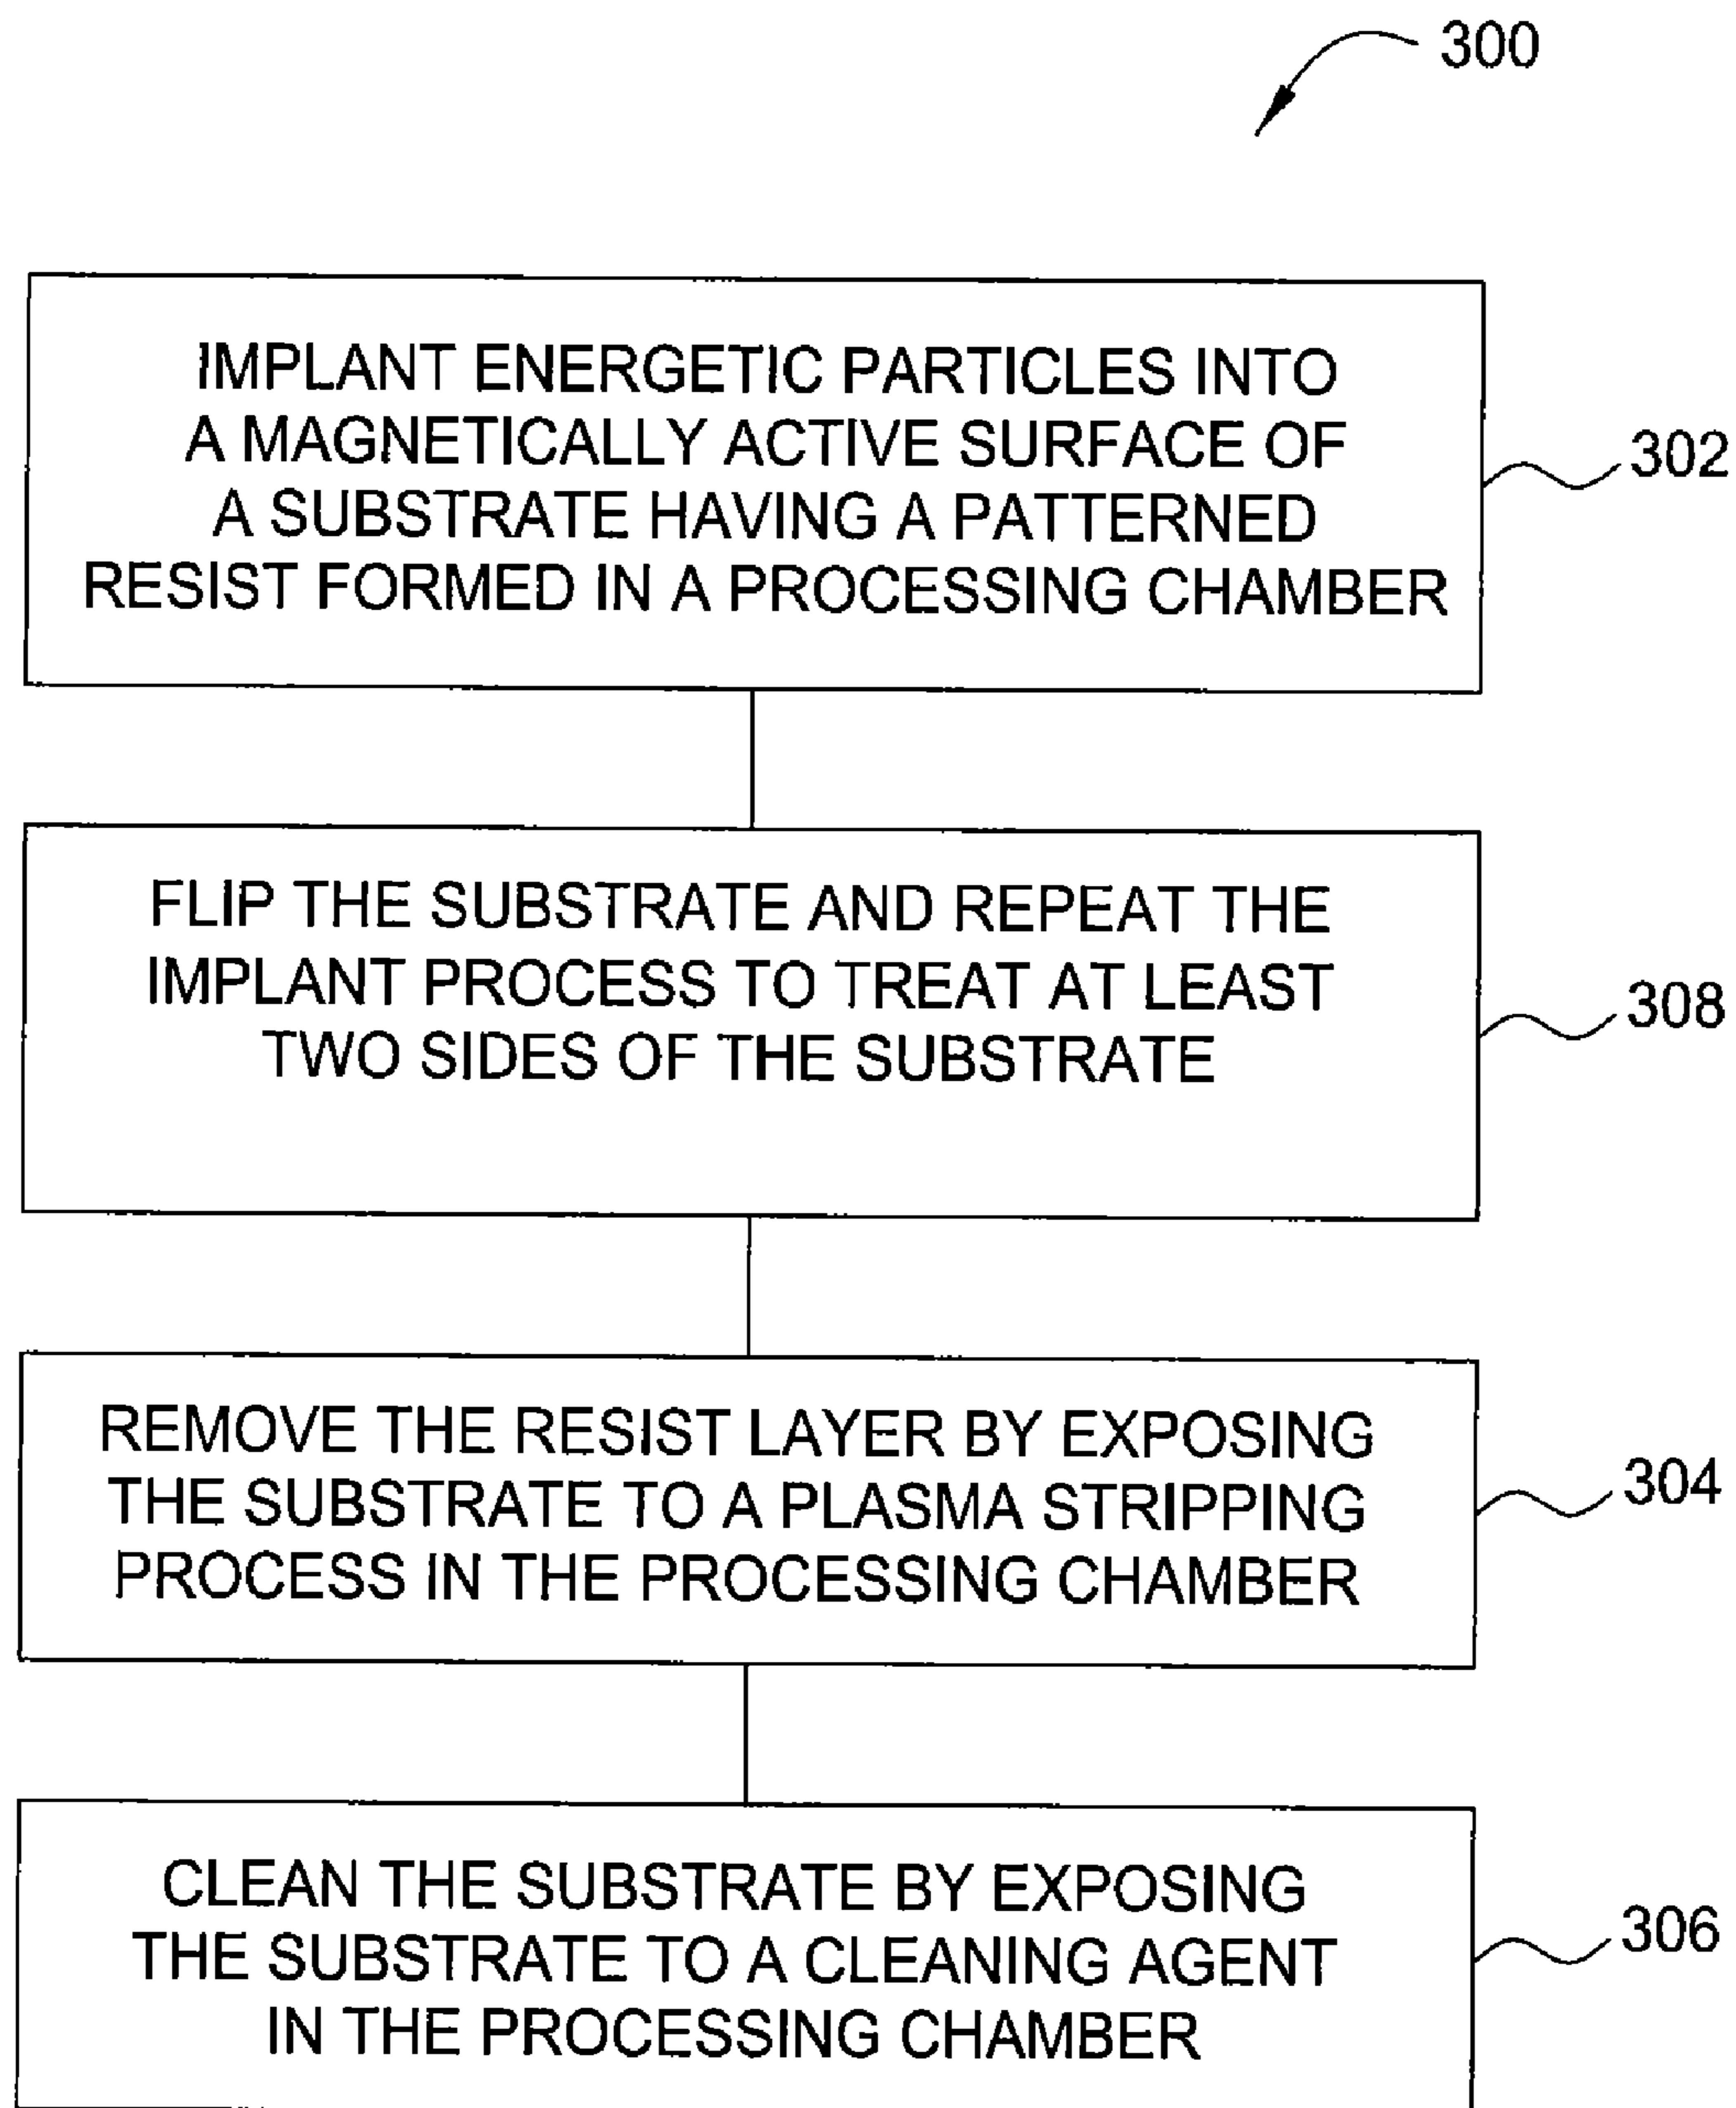 300
IMPLANT ENERGETIC PARTICLES INTO
A MAGNETICALLY ACTIVE SURFACE OF
A SUBSTRATE HAVING A PATTERNED
RESIST FORMED IN A PROCESSING CHAMBER
302
FLIP THE SUBSTRATE AND REPEAT THE
IMPLANT PROCESS TO TREAT AT LEAST
TWO SIDES OF THE SUBSTRATE
308
REMOVE THE RESIST LAYER BY EXPOSING
THE SUBSTRATE TO A PLASMA STRIPPING
PROCESS IN THE PROCESSING CHAMBER
304
CLEAN THE SUBSTRATE BY EXPOSING
THE SUBSTRATE TO A CLEANING AGENT
IN THE PROCESSING CHAMBER
306